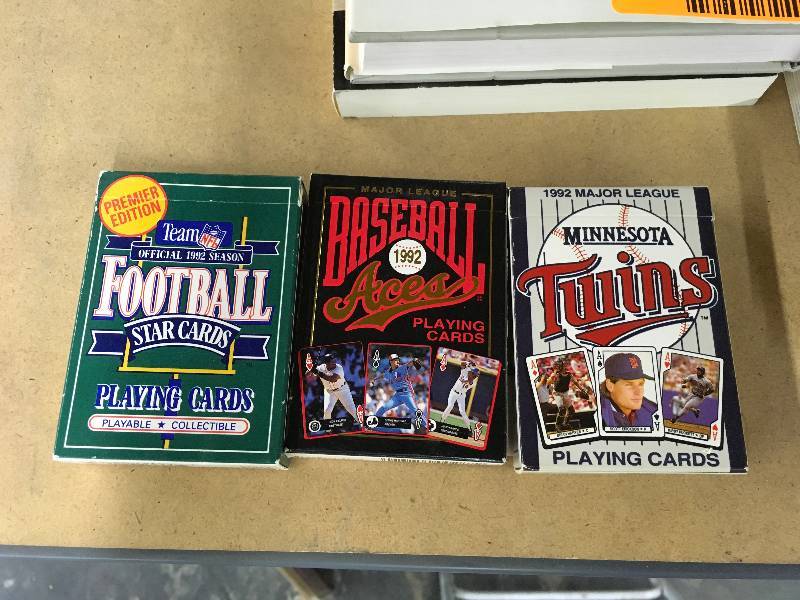 PREMIER
EDITION
Team NFL
OFFICIAL 1992 SEASON
FOOTBALL
STAR CARDS
PLAYING CARDS
PLAYABLE ★ COLLECTIBLE
MAJOR LEAGUE
BASEBALL
1992
Aces
PLAYING
CARDS
A
A
A
1992 MAJOR LEAGUE
MINNESOTA
Twins
TM
A
A
A
PLAYING CARDS